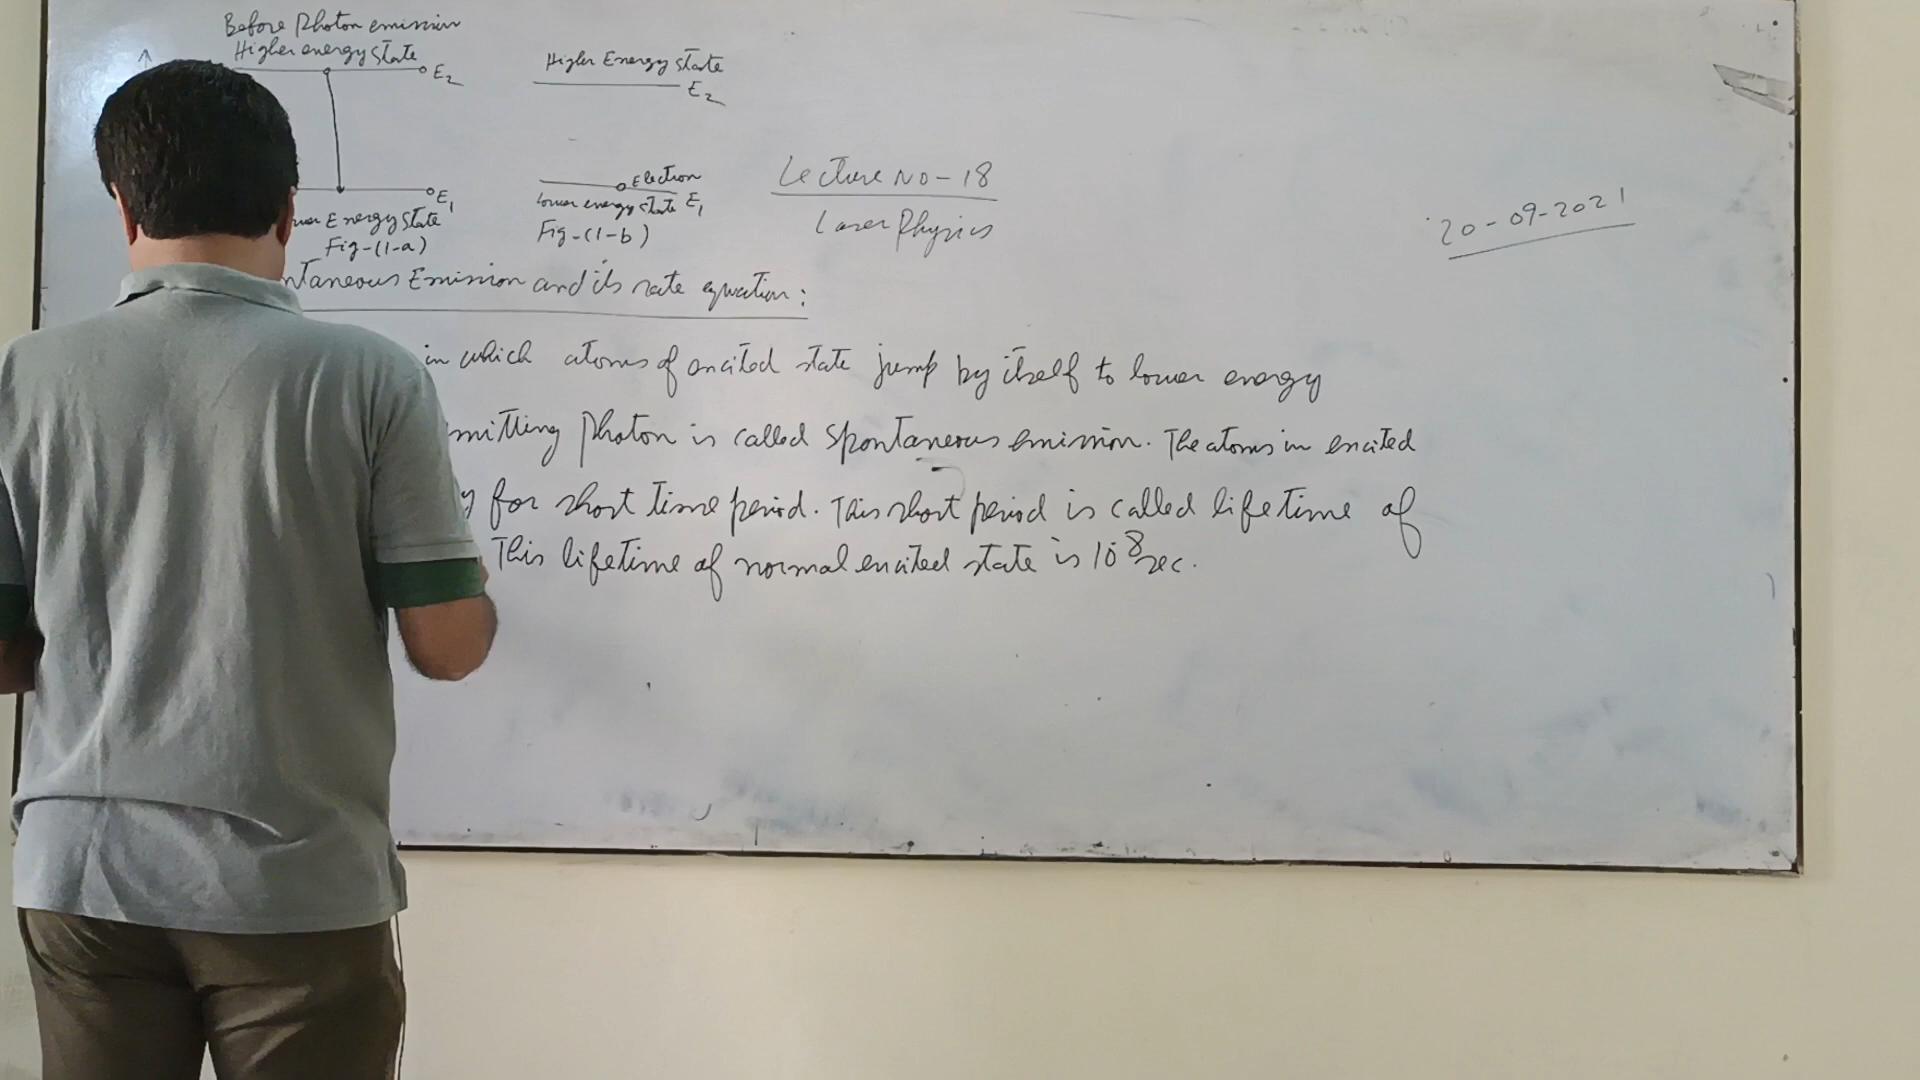 Before Photon emission
Higher energy state
E2
Higher Energy state
E2
E1
Electron
Energy state
Lower energy state E1
Fig-(1-a)
Fig-(1-b)
Lecture No-18
Laser Physics
20-09-2021
ntaneous Emission and its rate equation:
in which atoms of excited state jump by itself to lower energy
mitting photon is called spontaneous emission. The atoms in excited
y for short time period. This short period is called lifetime of
This lifetime of normal excited state is 10^-8 sec.